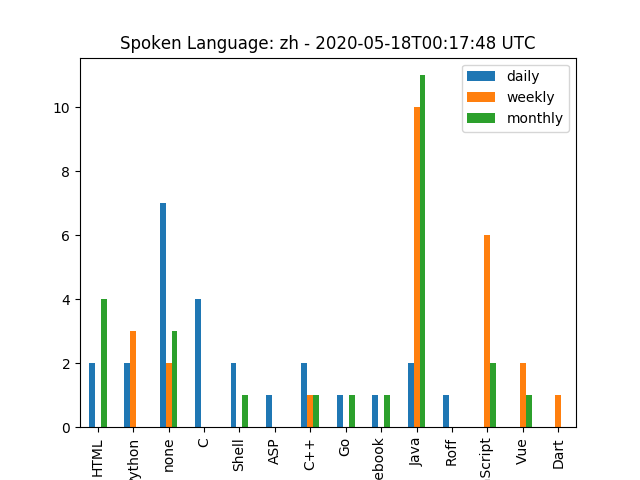 Spoken Language: zh - 2020-05-18T00:17:48 UTC
daily
weekly
monthly
10
8
6
4
2
0
HTML
ython
none
C
Shell
ASP
C++
Go
ebook
Java
Roff
Script
Vue
Dart